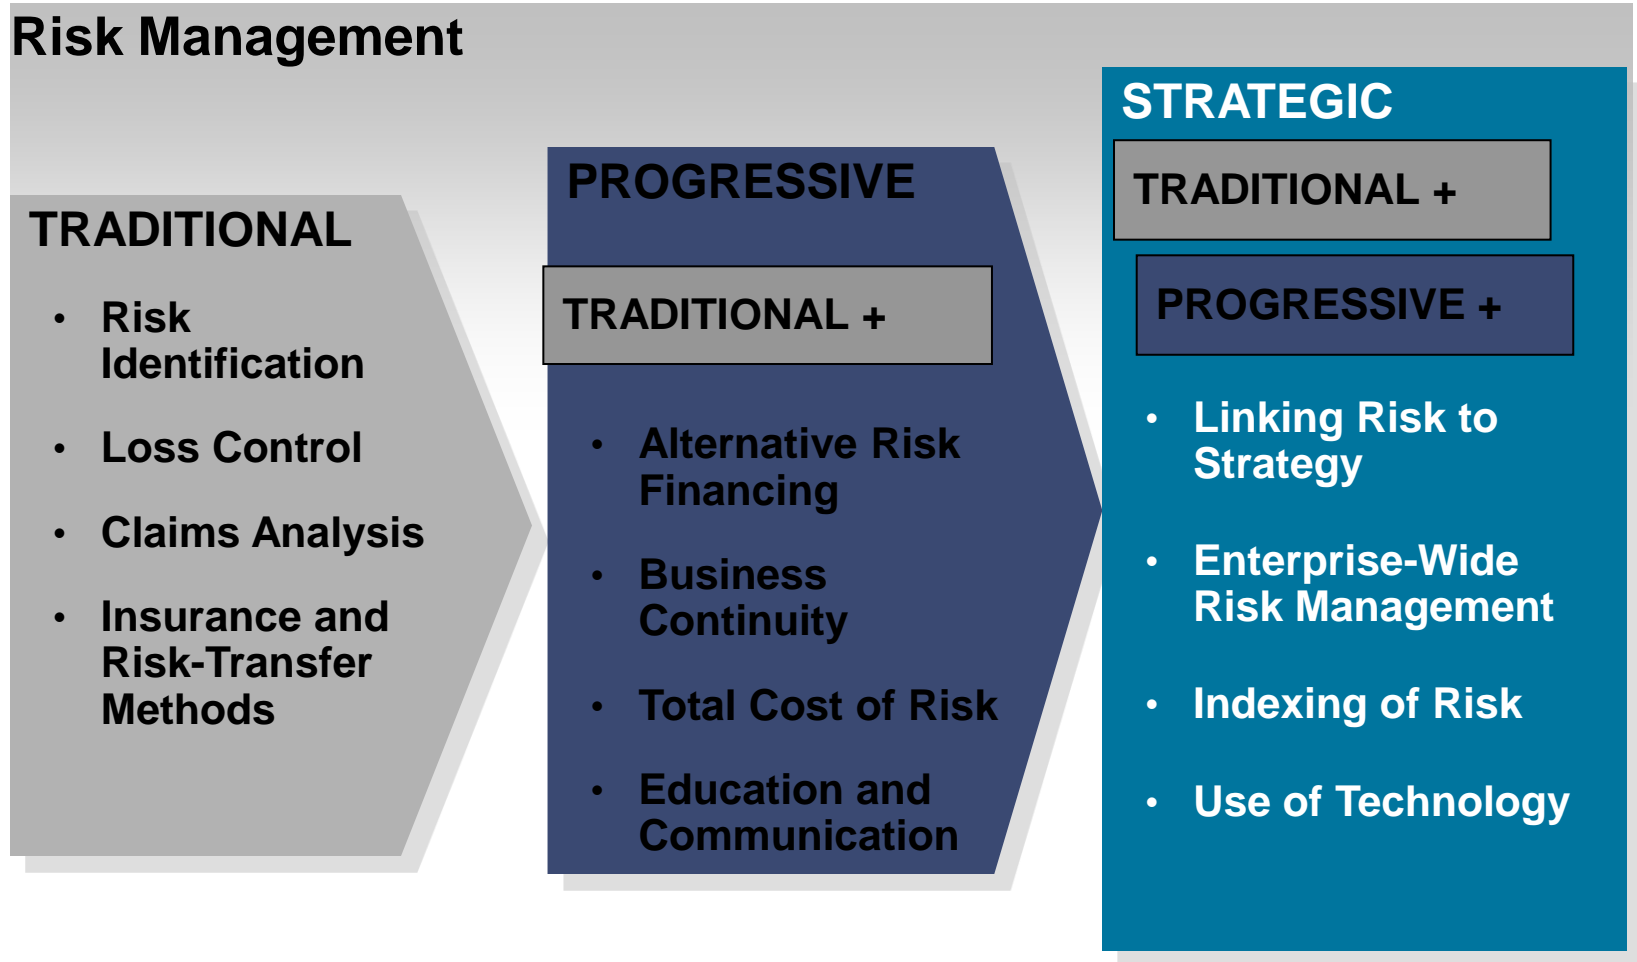 Risk Management
TRADITIONAL
• Risk
Identification
• Loss Control
• Claims Analysis
• Insurance and
Risk-Transfer
Methods
PROGRESSIVE
TRADITIONAL +
• Alternative Risk
Financing
• Business
Continuity
• Total Cost of Risk
• Education and
Communication
STRATEGIC
TRADITIONAL +
PROGRESSIVE +
• Linking Risk to
Strategy
• Enterprise-Wide
Risk Management
• Indexing of Risk
• Use of Technology